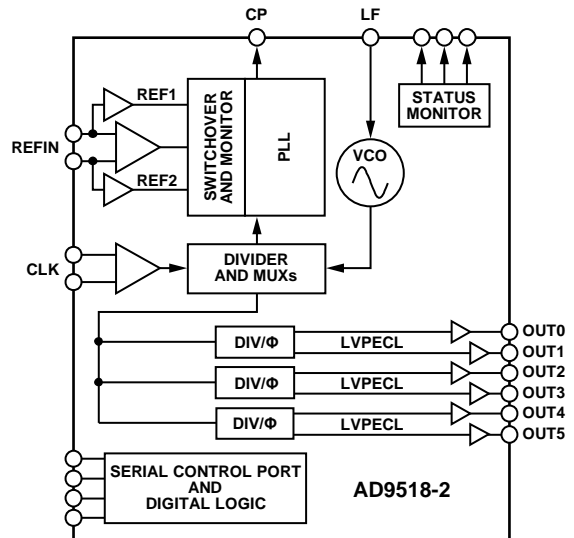 CP
LF
REF1
REFIN
REF2
SWITCHOVER
AND MONITOR
PLL
STATUS
MONITOR
VCO
CLK
DIVIDER
AND MUXs
DIV/Φ
LVPECL
OUT0
OUT1
DIV/Φ
LVPECL
OUT2
OUT3
DIV/Φ
LVPECL
OUT4
OUT5
SERIAL CONTROL PORT
AND
DIGITAL LOGIC
AD9518-2